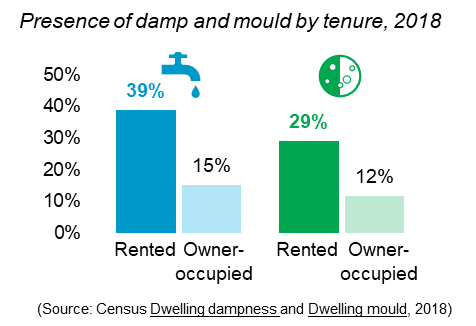 Presence of damp and mould by tenure, 2018
50%
40%
30%
20%
10%
0%
39%
15%
29%
12%
Rented Owner-occupied
Rented Owner-occupied
(Source: Census Dwelling dampness and Dwelling mould, 2018)